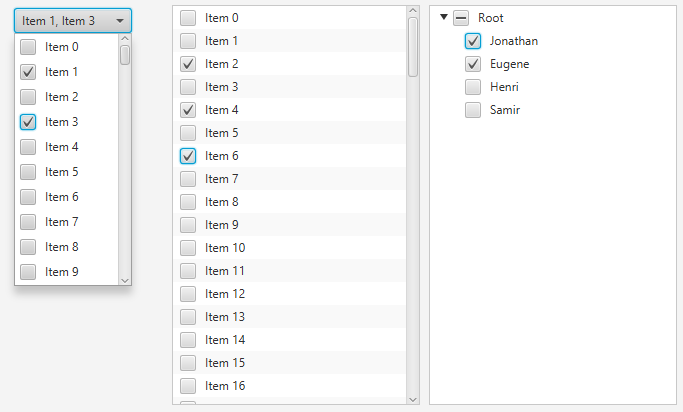 Item 1, Item 3
Item 0
Item 1
Item 2
Item 3
Item 4
Item 5
Item 6
Item 7
Item 8
Item 9
Item 0
Item 1
Item 2
Item 3
Item 4
Item 5
Item 6
Item 7
Item 8
Item 9
Item 10
Item 11
Item 12
Item 13
Item 14
Item 15
Item 16
Root
Jonathan
Eugene
Henri
Samir